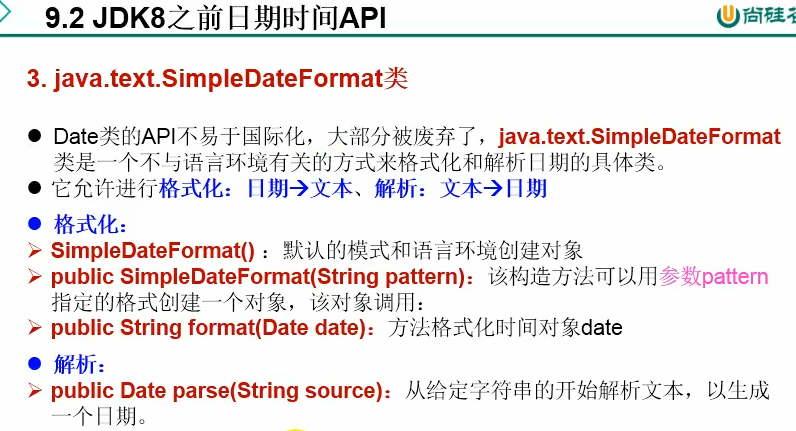 9.2 JDK8之前日期时间API
尚硅谷
3. java.text.SimpleDateFormat类
● Date类的API不易于国际化，大部分被废弃了，java.text.SimpleDateFormat
类是一个不与语言环境有关的方式来格式化和解析日期的具体类。
● 它允许进行格式化：日期→文本、解析：文本→日期
● 格式化：
➢ SimpleDateFormat() ：默认的模式和语言环境创建对象
➢ public SimpleDateFormat(String pattern)：该构造方法可以用参数pattern
指定的格式创建一个对象，该对象调用：
➢ public String format(Date date)：方法格式化时间对象date
● 解析：
➢ public Date parse(String source)：从给定字符串的开始解析文本，以生成
一个日期。